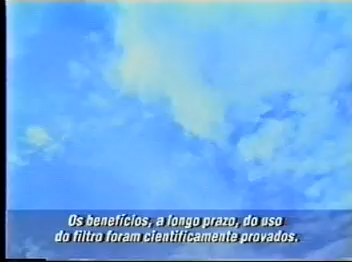 Os benefícios, a longo prazo, do uso
do filtro foram cientificamente provados.